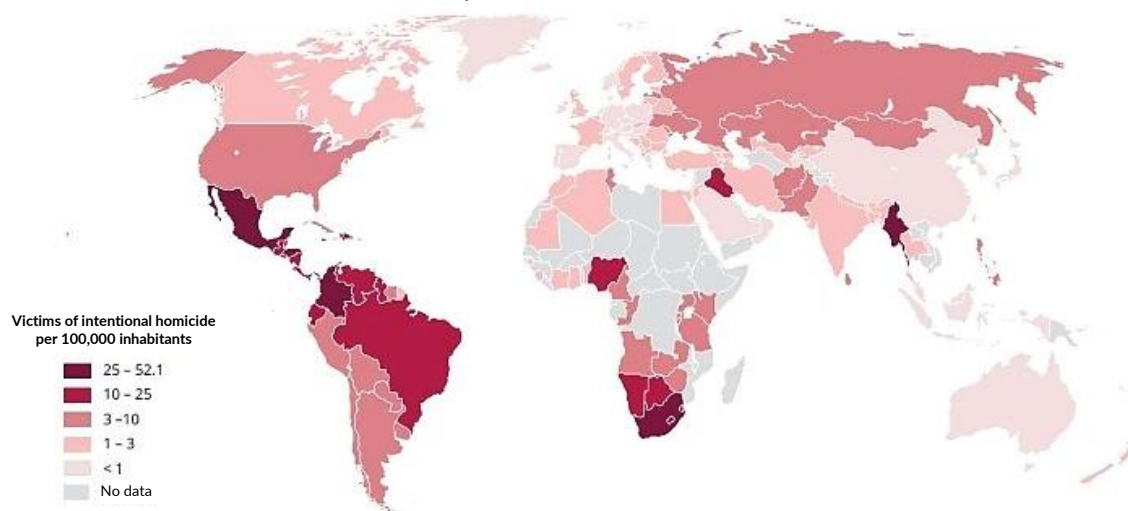 Victims of intentional homicide
per 100,000 inhabitants
25 – 52.1
10 – 25
3 –10
1 – 3
< 1
No data